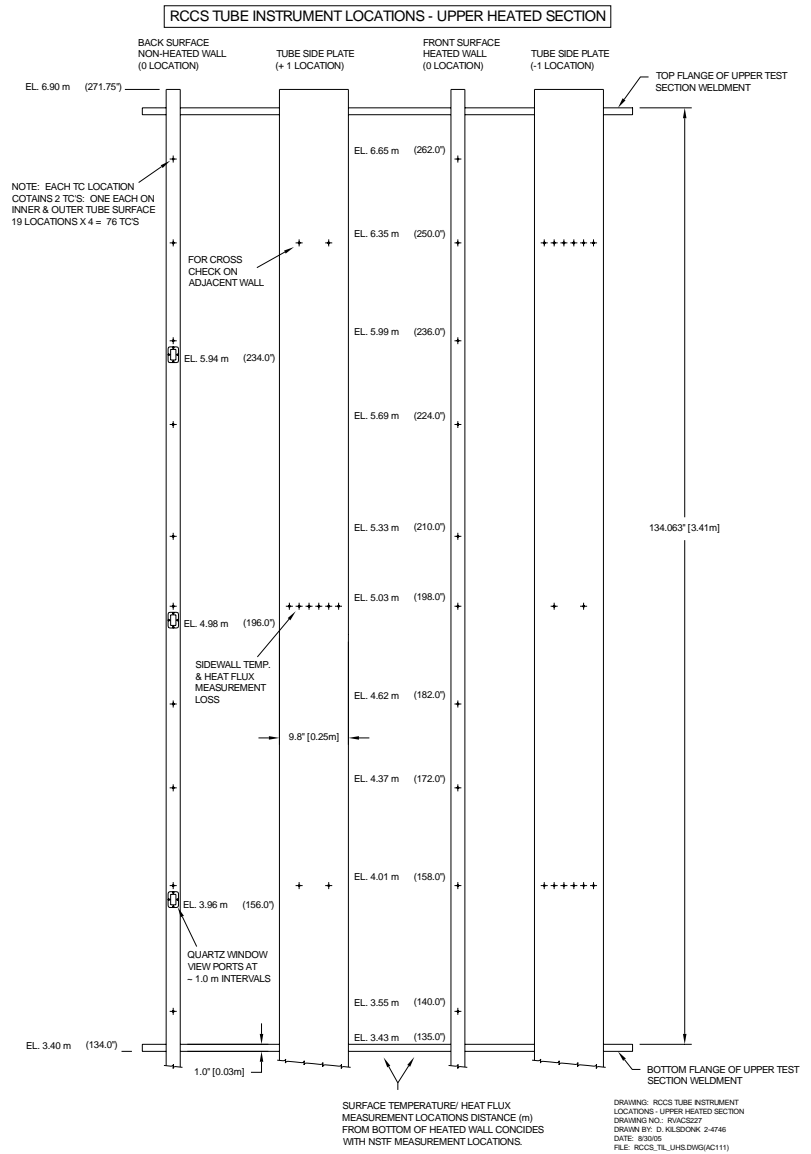 RCCS TUBE INSTRUMENT LOCATIONS - UPPER HEATED SECTION
BACK SURFACE
NON-HEATED WALL
(0 LOCATION)
TUBE SIDE PLATE
(+ 1 LOCATION)
FRONT SURFACE
HEATED WALL
(0 LOCATION)
TUBE SIDE PLATE
(-1 LOCATION)
TOP FLANGE OF UPPER TEST
SECTION WELDMENT
EL. 6.90 m (271.75")
EL. 6.65 m (262.0")
NOTE: EACH TC LOCATION
COTAINS 2 TC'S: ONE EACH ON
INNER & OUTER TUBE SURFACE
19 LOCATIONS X 4 = 76 TC'S
EL. 6.35 m (250.0")
FOR CROSS
CHECK ON
ADJACENT WALL
EL. 5.99 m (236.0")
EL. 5.94 m (234.0")
EL. 5.69 m (224.0")
EL. 5.33 m (210.0")
134.063" [3.41m]
EL. 5.03 m (198.0")
EL. 4.98 m (196.0")
SIDEWALL TEMP.
& HEAT FLUX
MEASUREMENT
LOSS
EL. 4.62 m (182.0")
9.8" [0.25m]
EL. 4.37 m (172.0")
EL. 4.01 m (158.0")
EL. 3.96 m (156.0")
QUARTZ WINDOW
VIEW PORTS AT
~ 1.0 m INTERVALS
EL. 3.55 m (140.0")
EL. 3.43 m (135.0")
EL. 3.40 m (134.0")
1.0" [0.03m]
BOTTOM FLANGE OF UPPER TEST
SECTION WELDMENT
SURFACE TEMPERATURE/ HEAT FLUX
MEASUREMENT LOCATIONS DISTANCE (m)
FROM BOTTOM OF HEATED WALL CONCIDES
WITH NSTF MEASUREMENT LOCATIONS.
DRAWING: RCCS TUBE INSTRUMENT
LOCATIONS - UPPER HEATED SECTION
DRAWING NO.: RVACS227
DRAWN BY: D. KILSDONK 2-4746
DATE: 8/30/05
FILE: RCCS_TIL_UHS.DWG(AC111)